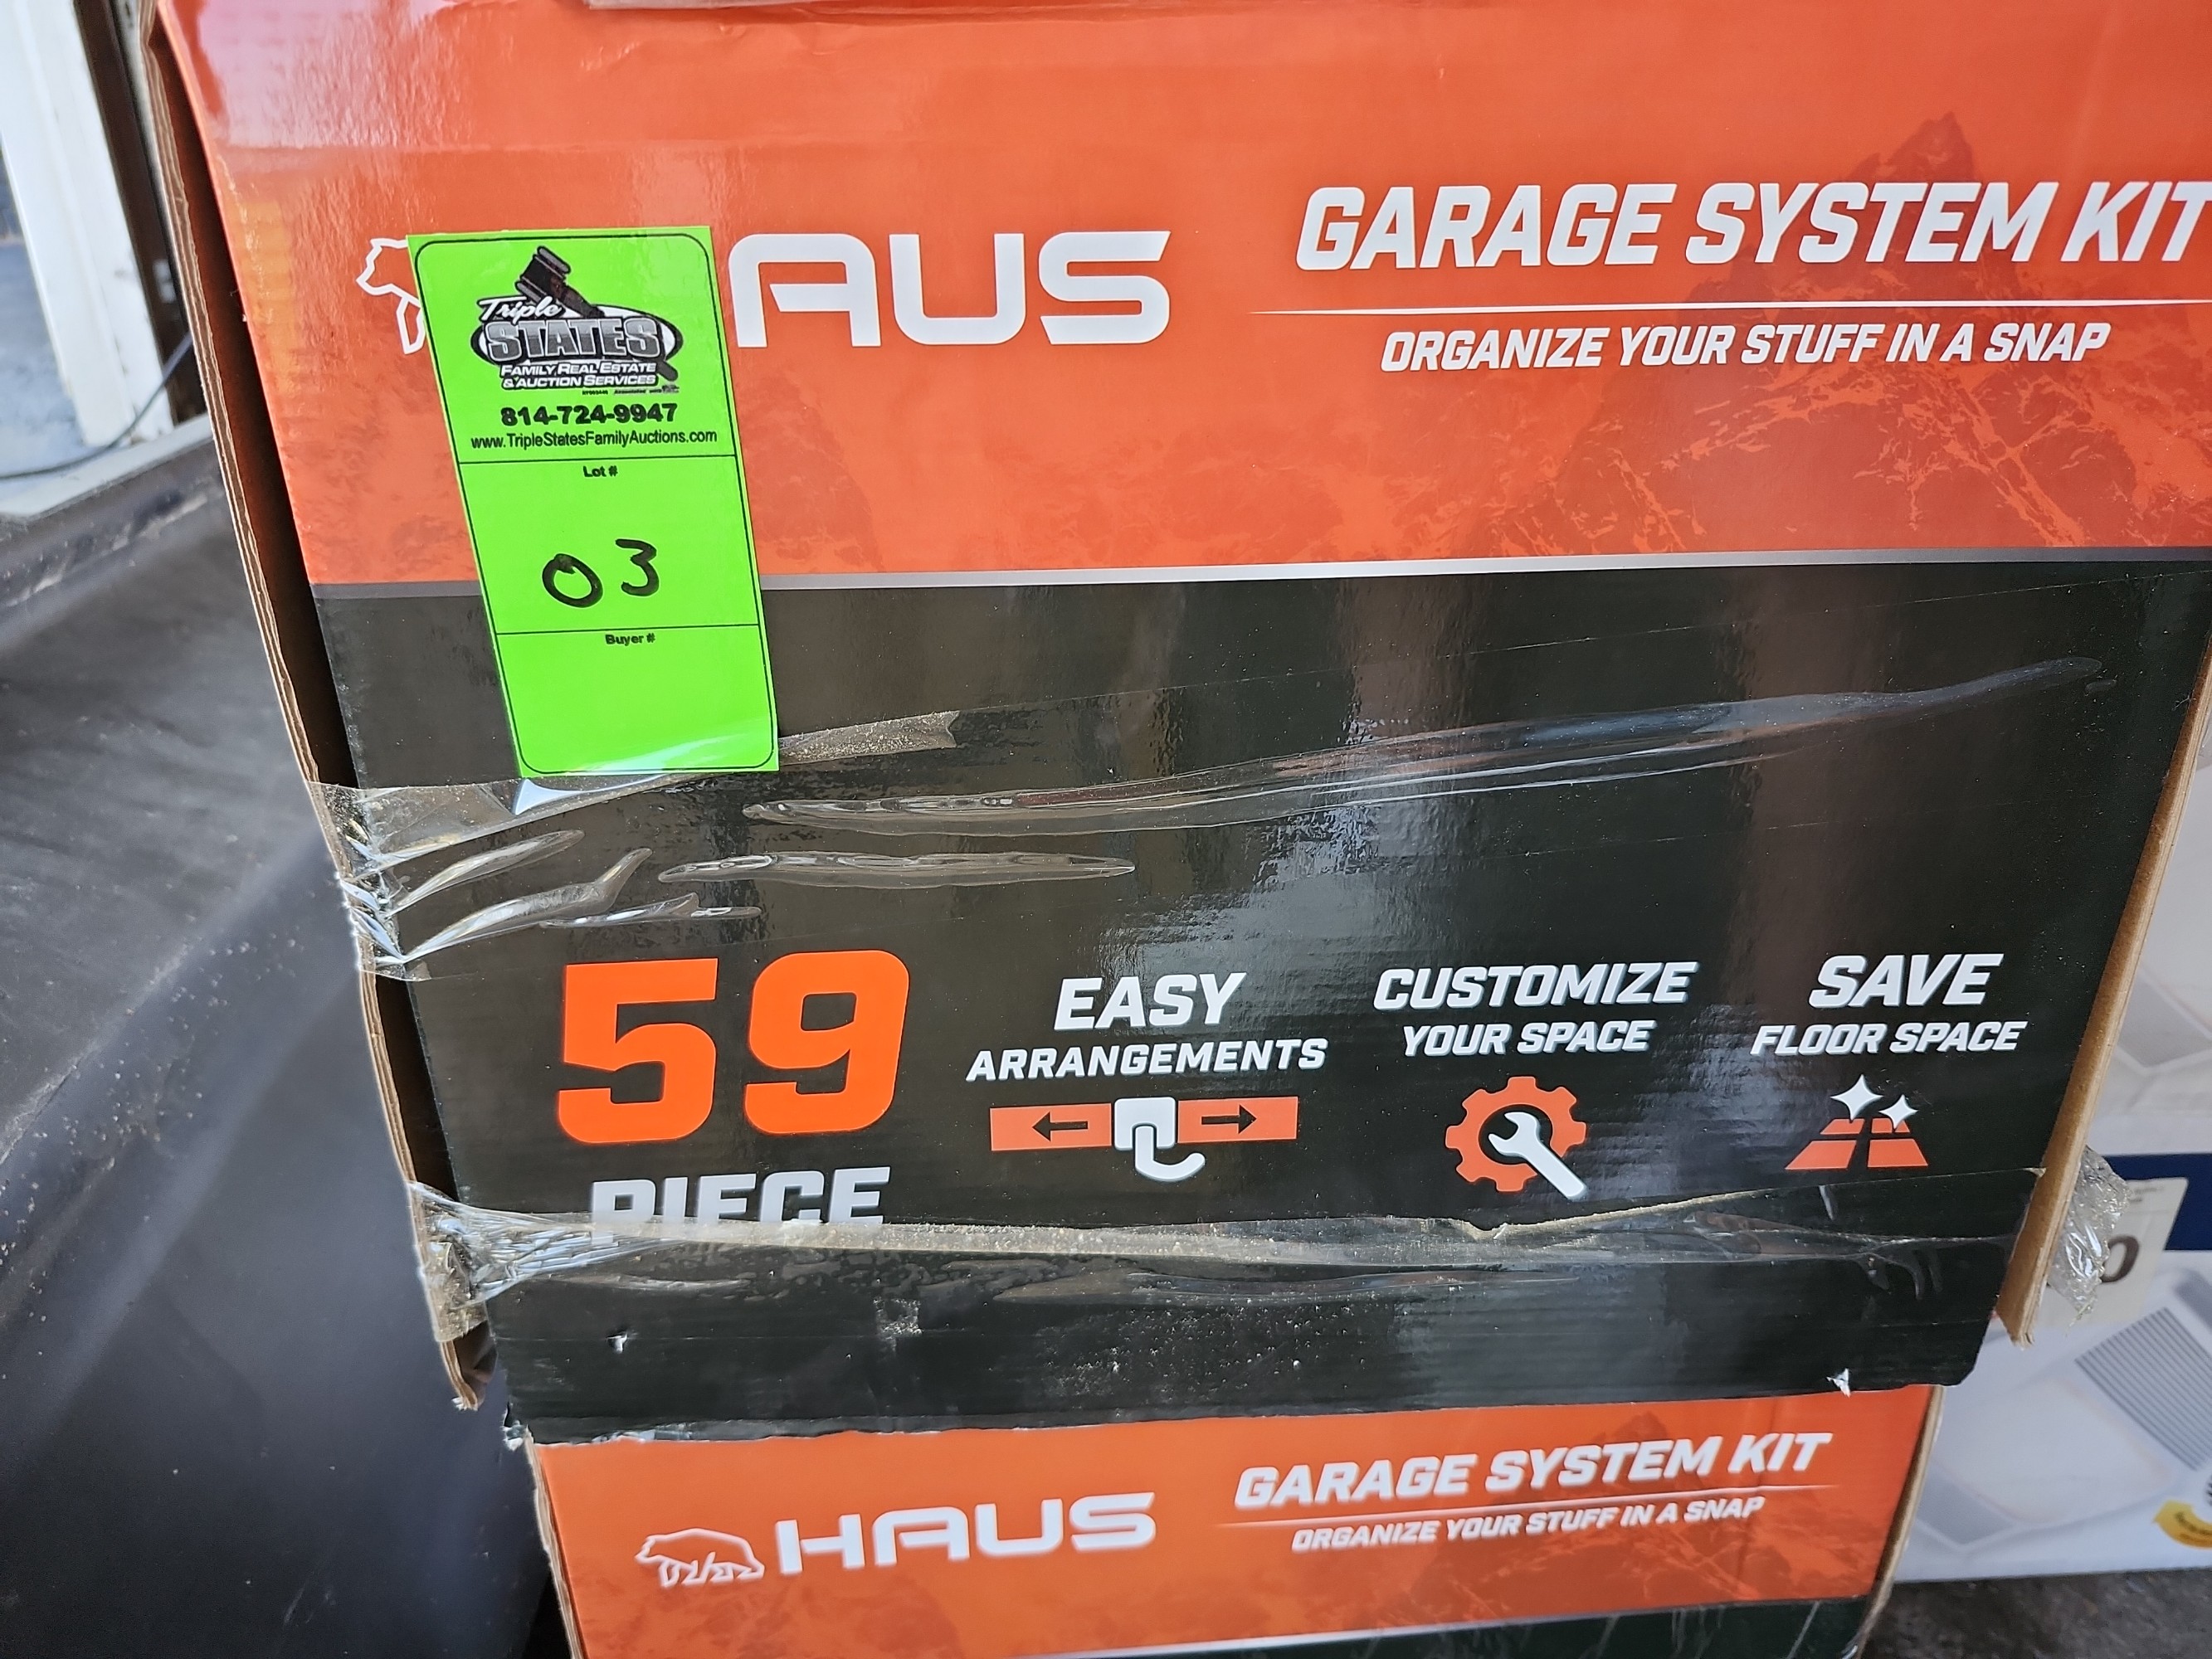 HAUS
GARAGE SYSTEM KIT
ORGANIZE YOUR STUFF IN A SNAP
Triple
STATES
FAMILY REAL ESTATE
& AUCTION SERVICES
814-724-9947
www.TripleStatesFamilyAuctions.com
Lot #
03
Buyer #
59
PIECE
EASY
ARRANGEMENTS
CUSTOMIZE
YOUR SPACE
SAVE
FLOOR SPACE
HAUS
GARAGE SYSTEM KIT
ORGANIZE YOUR STUFF IN A SNAP